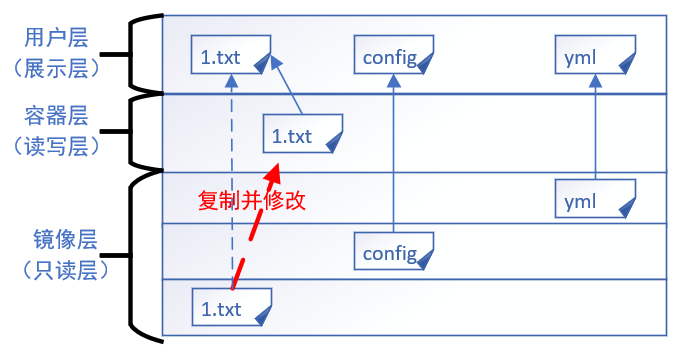 用户层
（展示层）
1.txt
config
yml
容器层
（读写层）
1.txt
复制并修改
yml
镜像层
（只读层）
config
1.txt